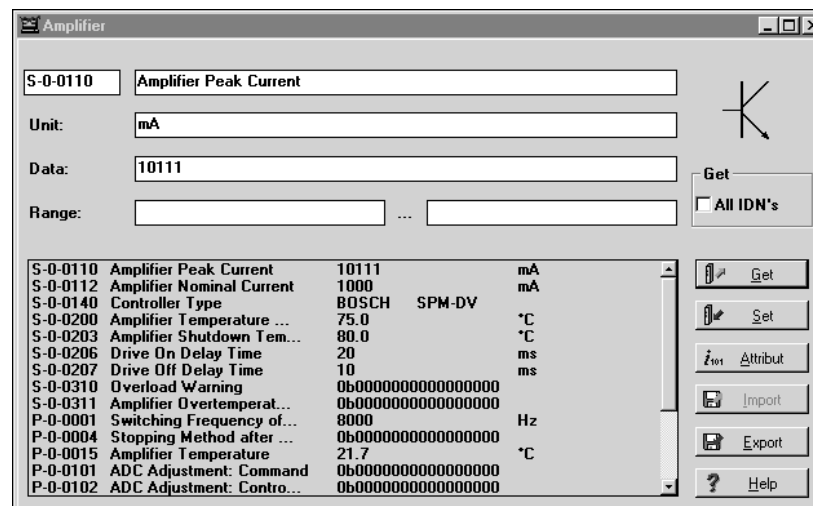 Amplifier
S-0-0110 Amplifier Peak Current
Unit: mA
Data: 10111
Range: ...
Get
All IDN's
S-0-0110 Amplifier Peak Current 10111 mA
S-0-0112 Amplifier Nominal Current 1000 mA
S-0-0140 Controller Type BOSCH SPM-DV
S-0-0200 Amplifier Temperature ... 75.0 °C
S-0-0203 Amplifier Shutdown Tem... 80.0 °C
S-0-0206 Drive On Delay Time 20 ms
S-0-0207 Drive Off Delay Time 10 ms
S-0-0310 Overload Warning 0b0000000000000000
S-0-0311 Amplifier Overtemperat... 0b0000000000000000
P-0-0001 Switching Frequency of... 8000 Hz
P-0-0004 Stopping Method after ... 0b0000000000000000
P-0-0015 Amplifier Temperature 21.7 °C
P-0-0101 ADC Adjustment: Command 0b0000000000000000
P-0-0102 ADC Adjustment: Contro... 0b0000000000000000
Get
Set
i101 Attribut
Import
Export
? Help